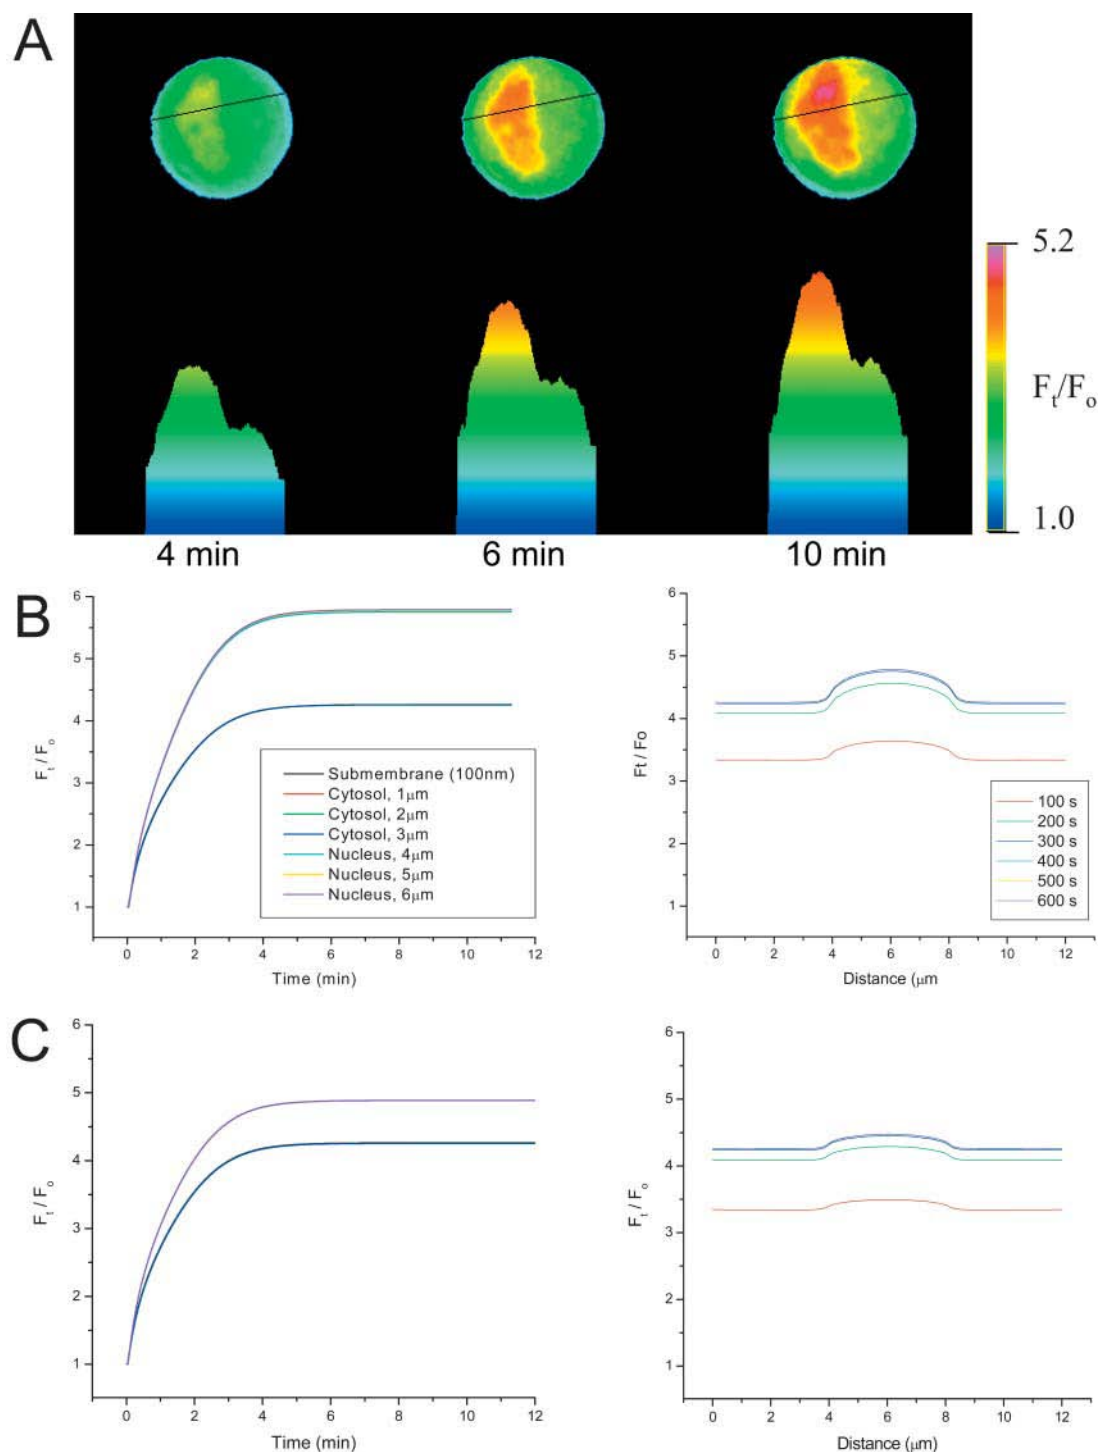 A
5.2
Ft/Fo
1.0
4 min
6 min
10 min
B
6
5
4
3
2
1
Ft / Fo
Submembrane (100nm)
Cytosol, 1μm
Cytosol, 2μm
Cytosol, 3μm
Nucleus, 4μm
Nucleus, 5μm
Nucleus, 6μm
0 2 4 6 8 10 12
Time (min)
6
5
4
3
2
1
Ft / Fo
100 s
200 s
300 s
400 s
500 s
600 s
0 2 4 6 8 10 12
Distance (μm
C
6
5
4
3
2
1
Ft / Fo
0 2 4 6 8 10 12
Time (min)
6
5
4
3
2
1
Ft / Fo
0 2 4 6 8 10 12
Distance (μm)